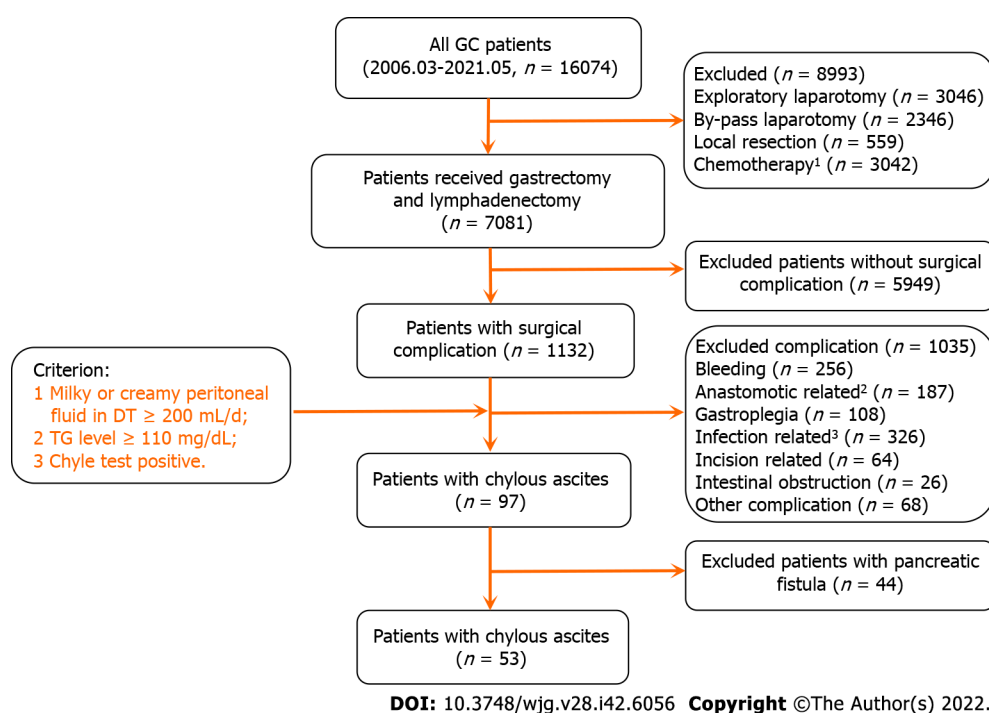 All GC patients
(2006.03-2021.05, n = 16074)
Excluded (n = 8993)
Exploratory laparotomy (n = 3046)
By-pass laparotomy (n = 2346)
Local resection (n = 559)
Chemotherapy¹ (n = 3042)
Patients received gastrectomy
and lymphadenectomy
(n = 7081)
Excluded patients without surgical
complication (n = 5949)
Patients with surgical
complication (n = 1132)
Criterion:
1 Milky or creamy peritoneal
fluid in DT ≥ 200 mL/d;
2 TG level ≥ 110 mg/dL;
3 Chyle test positive.
Excluded complication (n = 1035)
Bleeding (n = 256)
Anastomotic related² (n = 187)
Gastroplegia (n = 108)
Infection related³ (n = 326)
Incision related (n = 64)
Intestinal obstruction (n = 26)
Other complication (n = 68)
Patients with chylous ascites
(n = 97)
Excluded patients with pancreatic
fistula (n = 44)
Patients with chylous ascites
(n = 53)
DOI: 10.3748/wjg.v28.i42.6056 Copyright ©The Author(s) 2022.